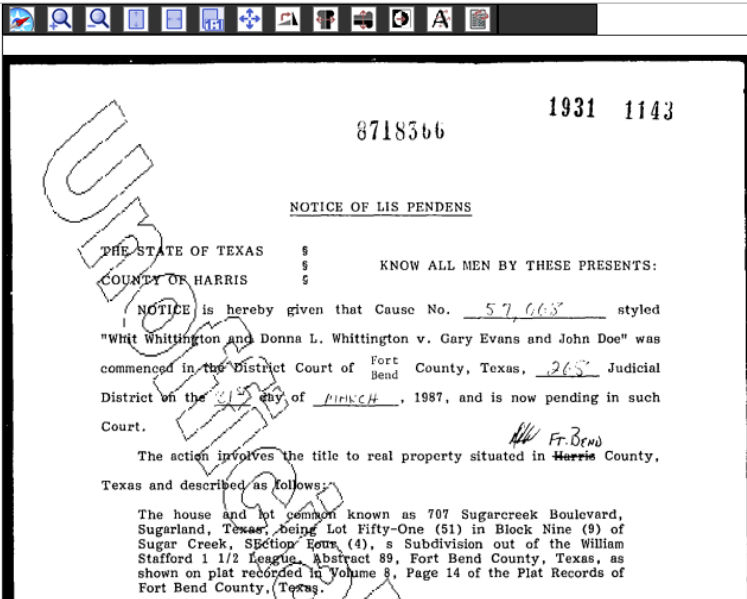 1931 1143
8718366
NOTICE OF LIS PENDENS
THE STATE OF TEXAS §
§ KNOW ALL MEN BY THESE PRESENTS:
COUNTY OF HARRIS §
NOTICE is hereby given that Cause No. 57, styled
"Whit Whittington and Donna L. Whittington v. Gary Evans and John Doe" was
commenced in the District Court of Fort Bend County, Texas, 268 Judicial
District on the day of MARCH, 1987, and is now pending in such
Court.
FT. BEND
The action involves the title to real property situated in Harris County,
Texas and described as follows:
The house and lot common known as 707 Sugarcreek Boulevard,
Sugarland, Texas, being Lot Fifty-One (51) in Block Nine (9) of
Sugar Creek, SEction Four (4), s Subdivision out of the William
Stafford 1 1/2 League, Abstract 89, Fort Bend County, Texas, as
shown on plat recorded in Volume 8, Page 14 of the Plat Records of
Fort Bend County, Texas.